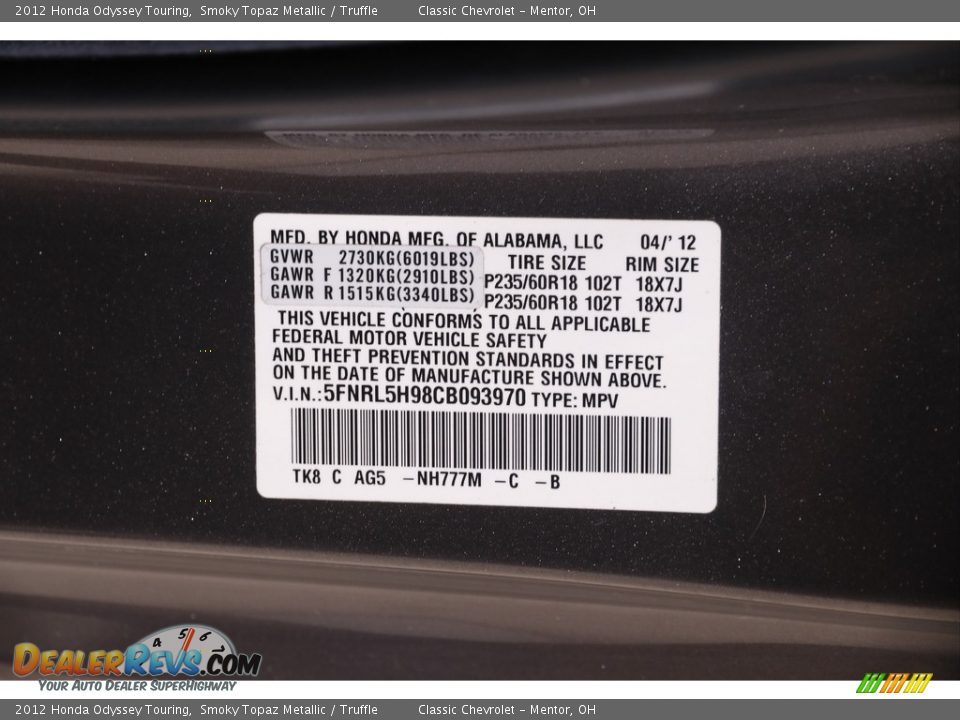 2012 Honda Odyssey Touring, Smoky Topaz Metallic / Truffle Classic Chevrolet - Mentor, OH
MFD. BY HONDA MFG. OF ALABAMA, LLC 04/' 12
GVWR 2730KG(6019LBS) TIRE SIZE RIM SIZE
GAWR F 1320KG(2910LBS) P235/60R18 102T 18X7J
GAWR R 1515KG(3340LBS) P235/60R18 102T 18X7J
THIS VEHICLE CONFORMS TO ALL APPLICABLE
FEDERAL MOTOR VEHICLE SAFETY
AND THEFT PREVENTION STANDARDS IN EFFECT
ON THE DATE OF MANUFACTURE SHOWN ABOVE.
V.I.N.:5FNRL5H98CB093970 TYPE: MPV
TK8 C AG5 -NH777M -C -B
4 5 6
DEALERREVS.COM
YOUR AUTO DEALER SUPERHIGHWAY
2012 Honda Odyssey Touring, Smoky Topaz Metallic / Truffle Classic Chevrolet - Mentor, OH